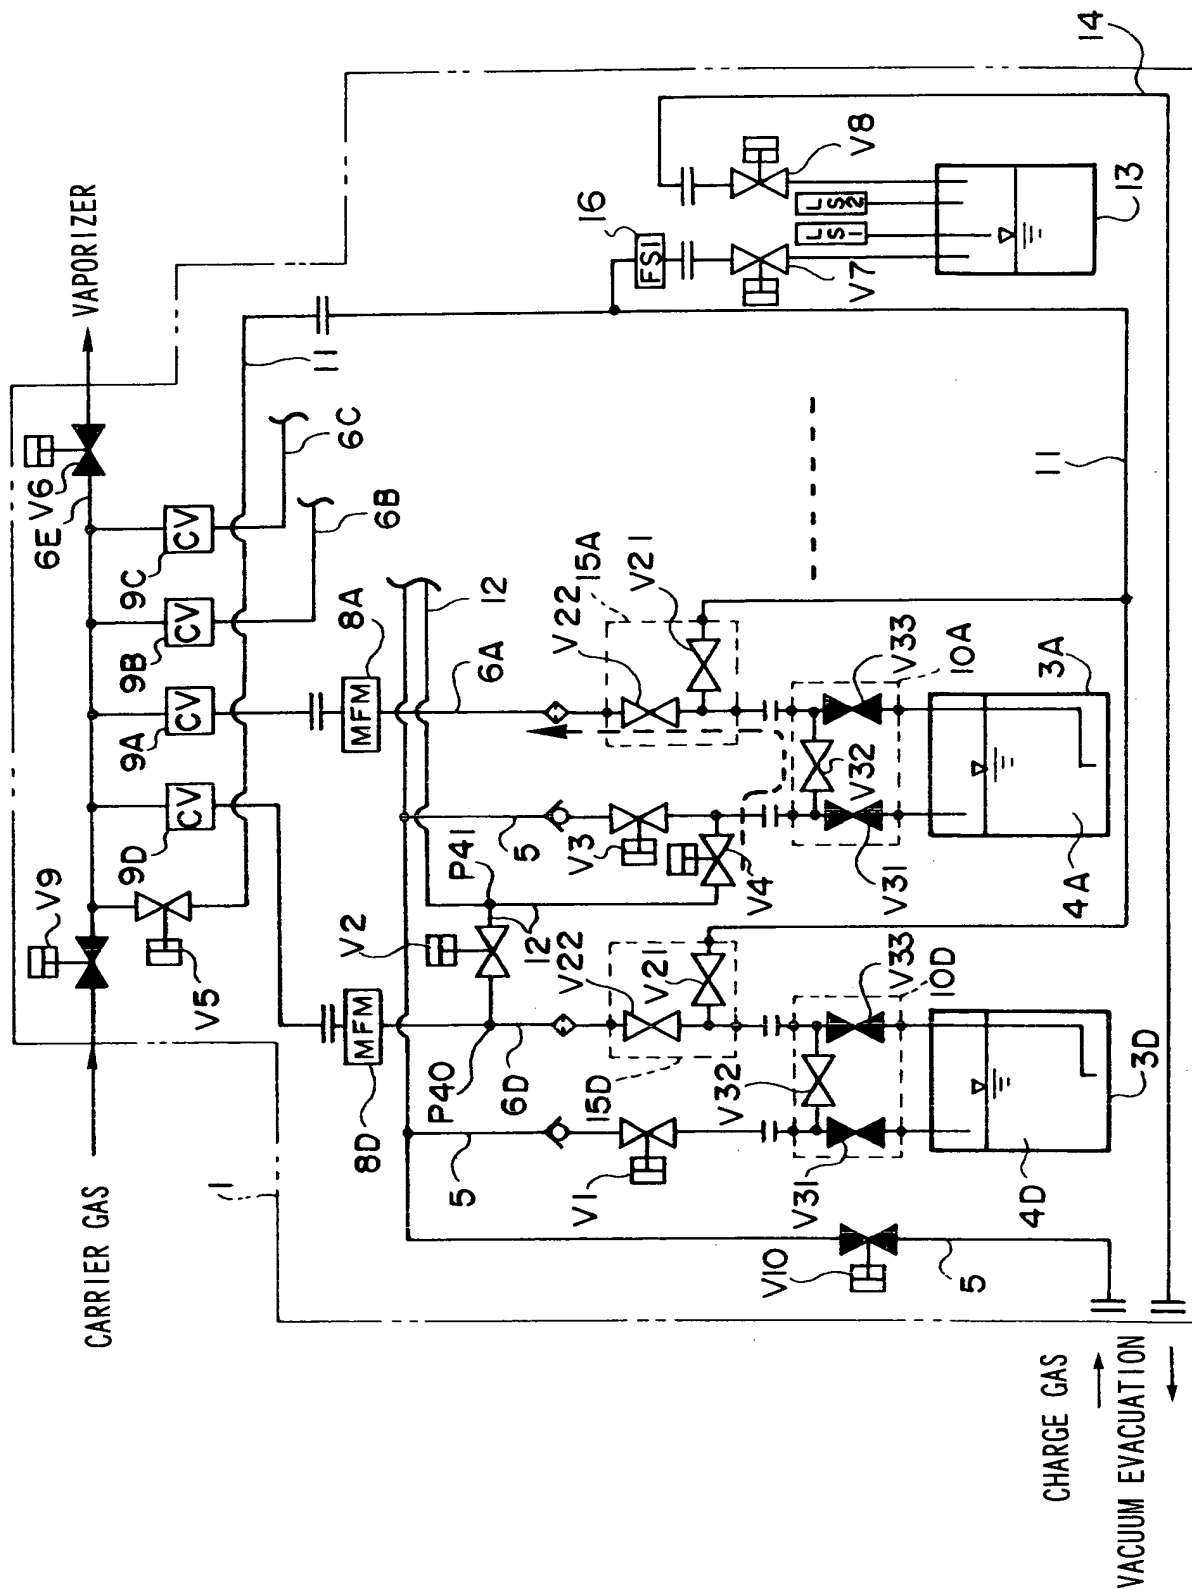 CARRIER GAS
VAPORIZER
V9
V6
6E
1
V5
9D
CV
9A
CV
9B
CV
9C
CV
6B
6C
11
8D
MFM
8A
MFM
V2
P40
P41
12
12
5
6D
5
6A
V1
V22
V21
15D
V3
V4
V22
V21
15A
V10
5
V31
V32
V33
10D
V31
V32
V33
10A
4D
3D
4A
3A
11
16
FS1
V7
V8
LS1
LS2
13
14
CHARGE GAS
VACUUM EVACUATION